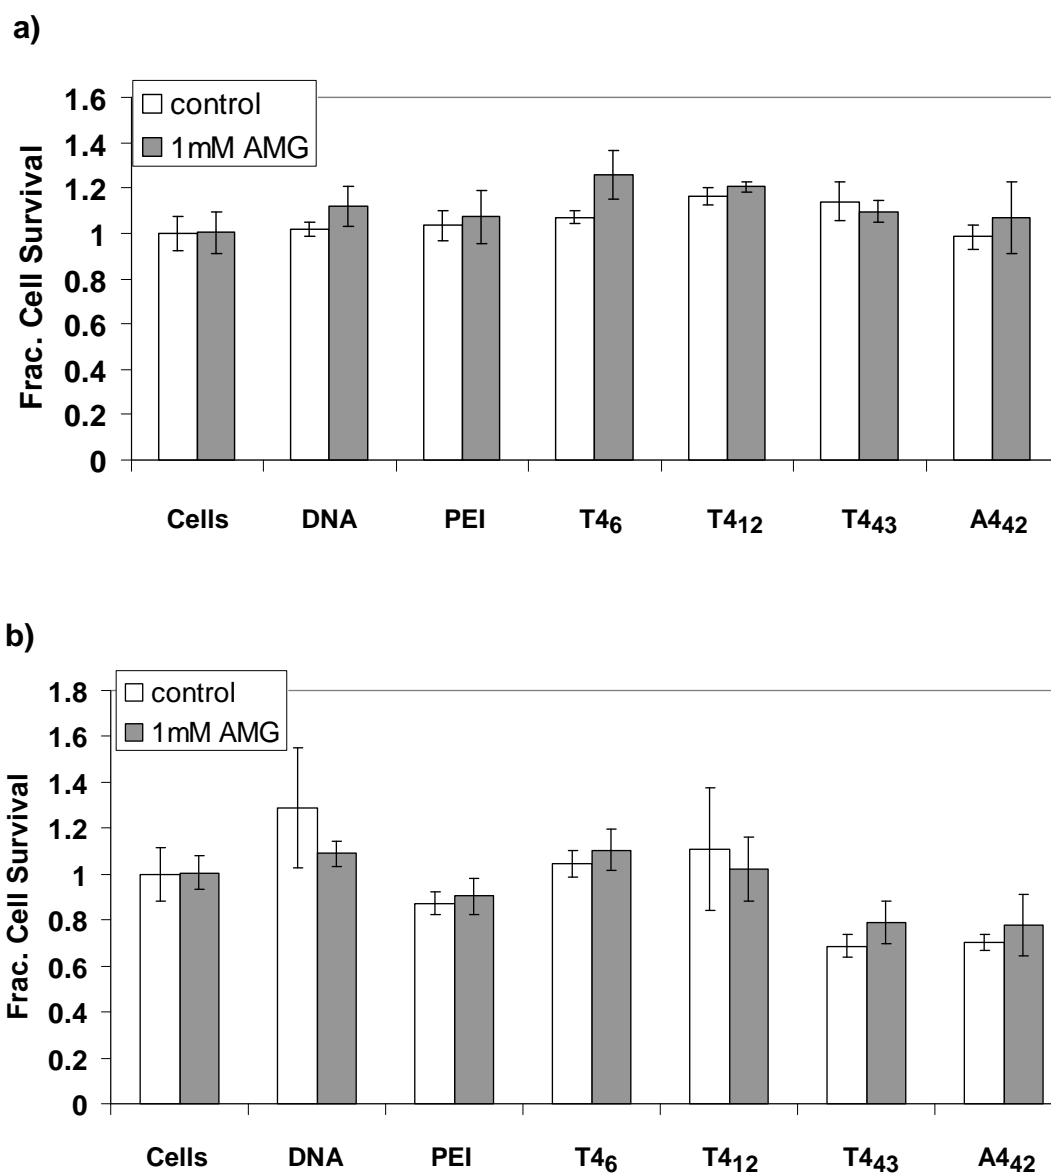 a)
control
1mM AMG
Frac. Cell Survival
1.6
1.4
1.2
1
0.8
0.6
0.4
0.2
0
Cells DNA PEI T4₆ T4₁₂ T4₄₃ A4₄₂
b)
control
1mM AMG
Frac. Cell Survival
1.8
1.6
1.4
1.2
1
0.8
0.6
0.4
0.2
0
Cells DNA PEI T4₆ T4₁₂ T4₄₃ A4₄₂